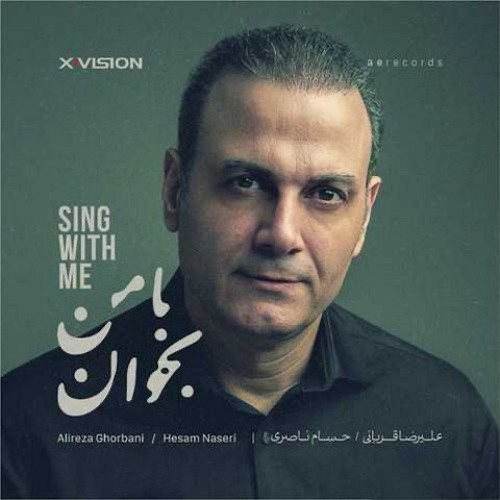 X.VISION
aerecords
SING
WITH
ME
با من
بخوان
Alireza Ghorbani / Hesam Naseri | علیرضا قربانی / حسام ناصری